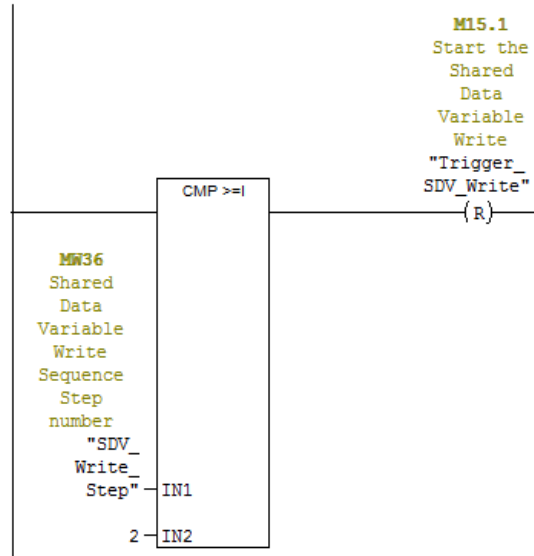 M15.1
Start the
Shared
Data
Variable
Write
"Trigger_
SDV_Write"
CMP >=I
(R)
MW36
Shared
Data
Variable
Write
Sequence
Step
number
"SDV_
Write_
Step"
IN1
2
IN2